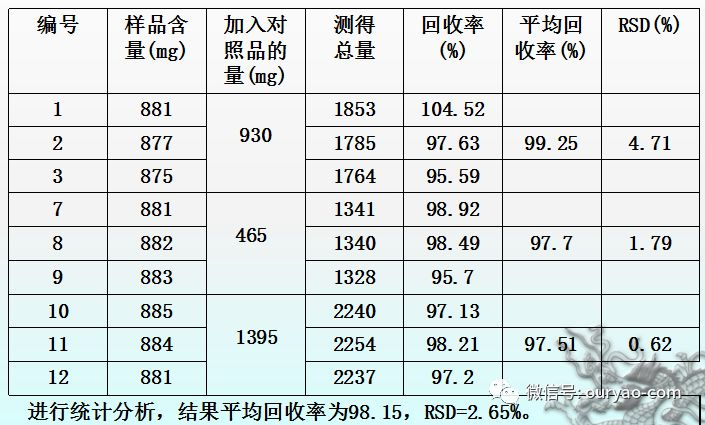 编号 样品含量(mg) 加入对照品的量(mg) 测得总量 回收率(%) 平均回收率(%) RSD(%)
1 881 930 1853 104.52
2 877 1785 97.63 99.25 4.71
3 875 1764 95.59
7 881 465 1341 98.92
8 882 1340 98.49 97.7 1.79
9 883 1328 95.7
10 885 1395 2240 97.13
11 884 2254 98.21 97.51 0.62
12 881 2237 97.2
微信号: ouryao-com
进行统计分析，结果平均回收率为98.15，RSD=2.65%。